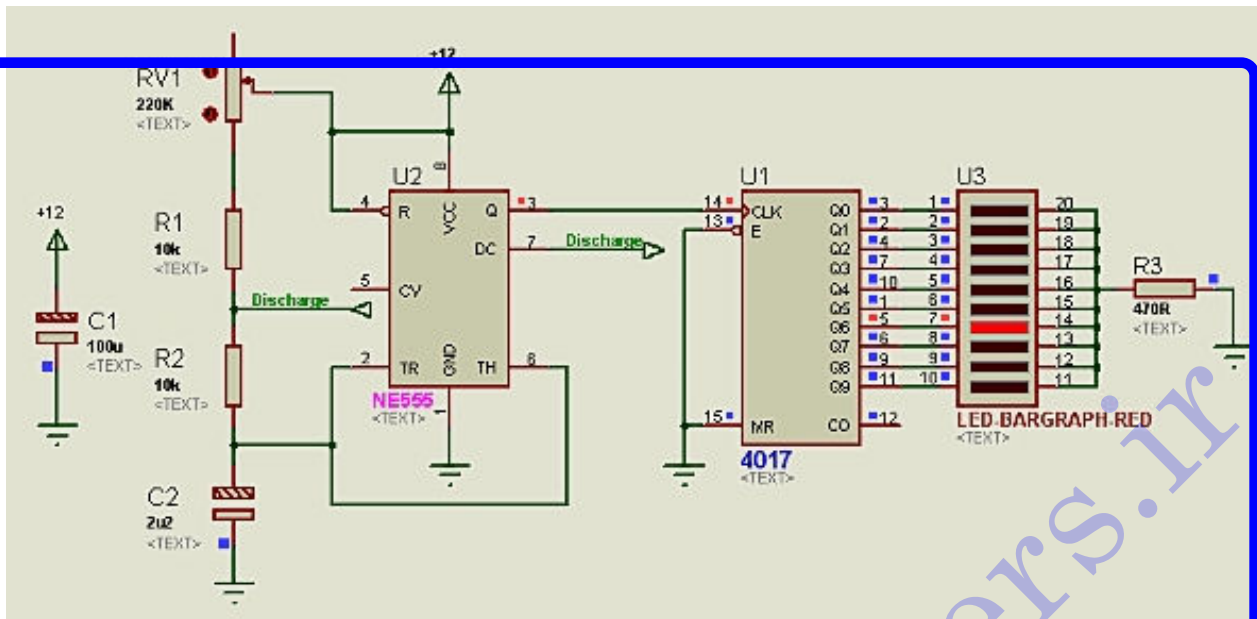 +12
RV1
220K
<TEXT>
+12
C1
100u
<TEXT>
R1
10k
<TEXT>
Discharge
R2
10k
<TEXT>
C2
2u2
<TEXT>
U2
8
4 R VCC Q 3
DC 7 Discharge
5 CV
2 TR GND TH 6
1
NE555
<TEXT>
U1
14 CLK Q0 3
13 E Q1 2
Q2 4
Q3 7
Q4 10
Q5 1
Q6 5
Q7 6
Q8 9
Q9 11
15 MR CO 12
4017
<TEXT>
U3
1 20
2 19
3 18
4 17
5 16
6 15
7 14
8 13
9 12
10 11
LED-BARGRAPH-RED
<TEXT>
R3
470R
<TEXT>
ers.ir